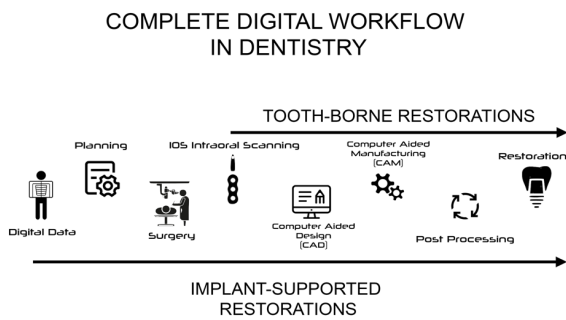 COMPLETE DIGITAL WORKFLOW
IN DENTISTRY
TOOTH-BORNE RESTORATIONS
Planning
IOS Intraoral Scanning
Computer Aided
Manufacturing
[CAM]
Restoration
Digital Data
Surgery
Computer Aided
Design
[CAD]
Post Processing
IMPLANT-SUPPORTED
RESTORATIONS